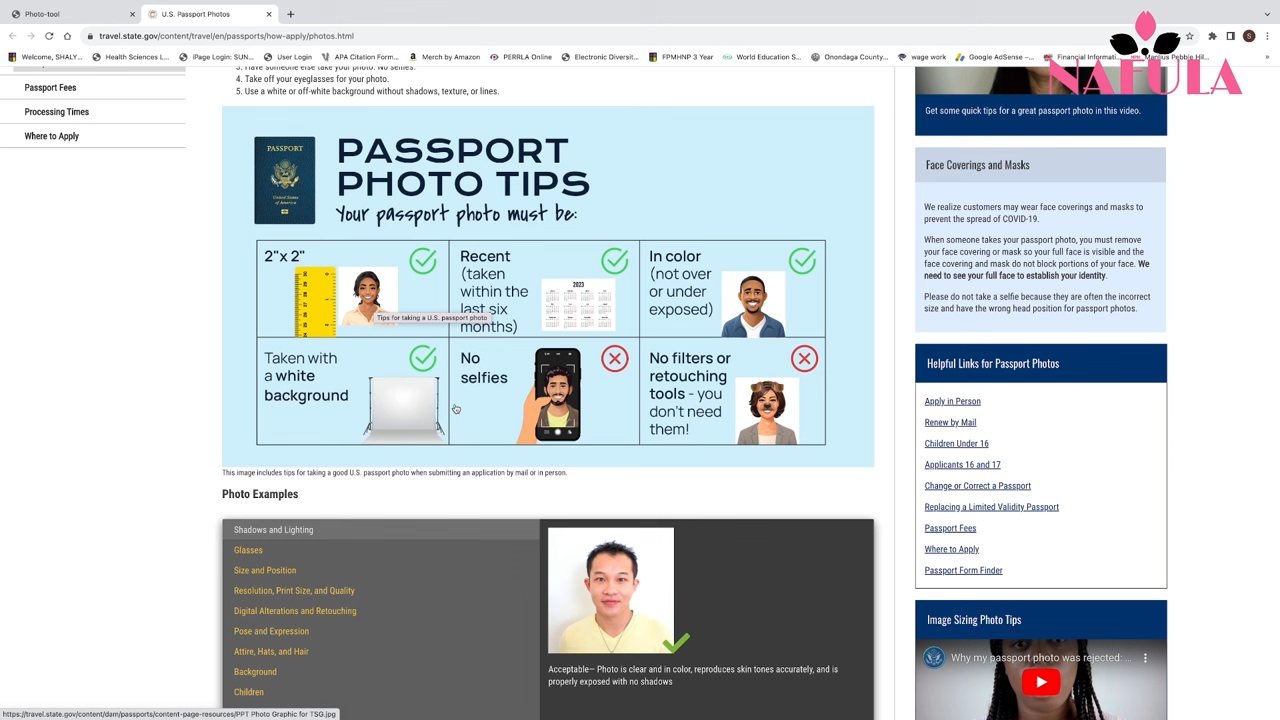 Photo-tool
U.S. Passport Photos
travel.state.gov/content/travel/en/passports/how-apply/photos.html
Welcome, SHALY...
Health Sciences L...
iPage Login: SUN...
User Login
APA Citation Form...
Merch by Amazon
PERRLA Online
Electronic Diversif...
FPMHNP 3 Year
World Education S...
Onondaga County...
wage work
Google AdSense –...
Financial Informati...
NAFULA
Passport Fees
Processing Times
Where to Apply
3. Have someone else take your photo. No selfies.
4. Take off your eyeglasses for your photo.
5. Use a white or off-white background without shadows, texture, or lines.
PASSPORT
United States
of America
PASSPORT
PHOTO TIPS
Your passport photo must be:
2"x 2"
Recent
(taken
within the
last six
months)
2023
In color
(not over
or under
exposed)
Tips for taking a U.S. passport photo
Taken with
a white
background
No
selfies
No filters or
retouching
tools - you
don't need
them!
This image includes tips for taking a good U.S. passport photo when submitting an application by mail or in person.
Photo Examples
Shadows and Lighting
Glasses
Size and Position
Resolution, Print Size, and Quality
Digital Alterations and Retouching
Pose and Expression
Attire, Hats, and Hair
Background
Children
Acceptable— Photo is clear and in color, reproduces skin tones accurately, and is
properly exposed with no shadows
Get some quick tips for a great passport photo in this video.
Face Coverings and Masks
We realize customers may wear face coverings and masks to
prevent the spread of COVID-19.
When someone takes your passport photo, you must remove
your face covering or mask so your full face is visible and the
face covering and mask do not block portions of your face. We
need to see your full face to establish your identity.
Please do not take a selfie because they are often the incorrect
size and have the wrong head position for passport photos.
Helpful Links for Passport Photos
Apply in Person
Renew by Mail
Children Under 16
Applicants 16 and 17
Change or Correct a Passport
Replacing a Limited Validity Passport
Passport Fees
Where to Apply
Passport Form Finder
Image Sizing Photo Tips
Why my passport photo was rejected: ...
https://travel.state.gov/content/dam/passports/content-page-resources/PPT Photo Graphic for TSG.jpg